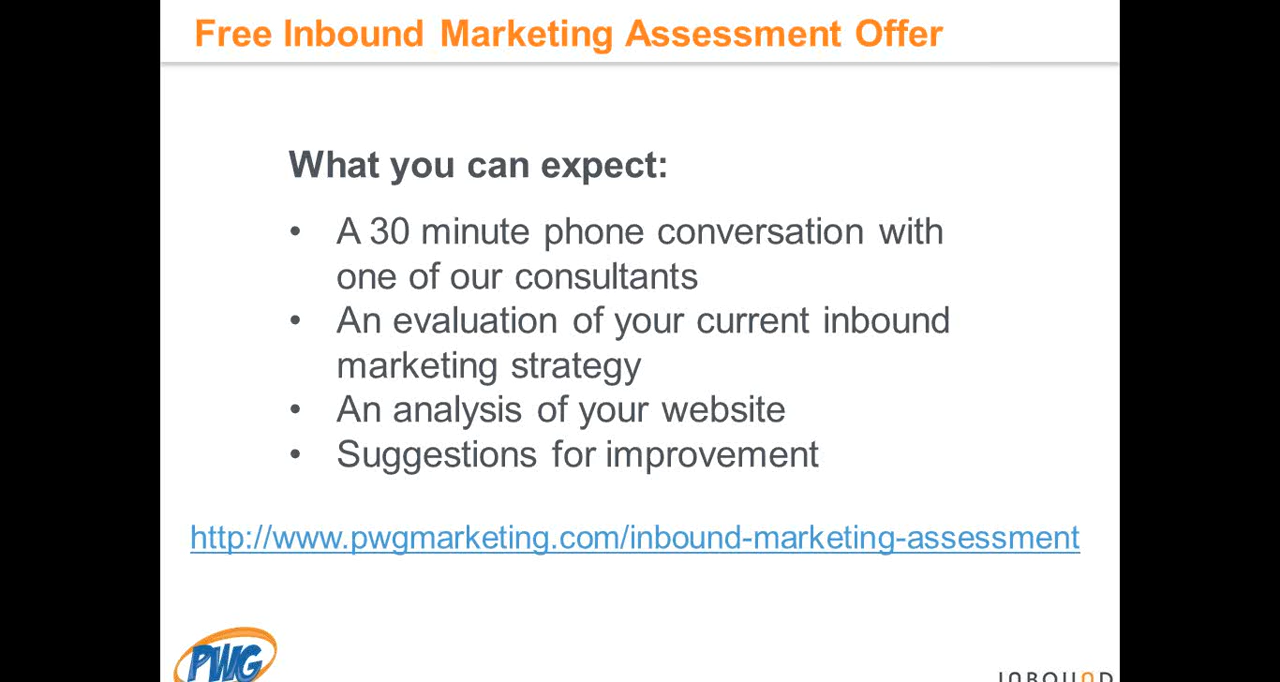 Free Inbound Marketing Assessment Offer
What you can expect:
• A 30 minute phone conversation with
one of our consultants
• An evaluation of your current inbound
marketing strategy
• An analysis of your website
• Suggestions for improvement
http://www.pwgmarketing.com/inbound-marketing-assessment
PWG
INBOUND